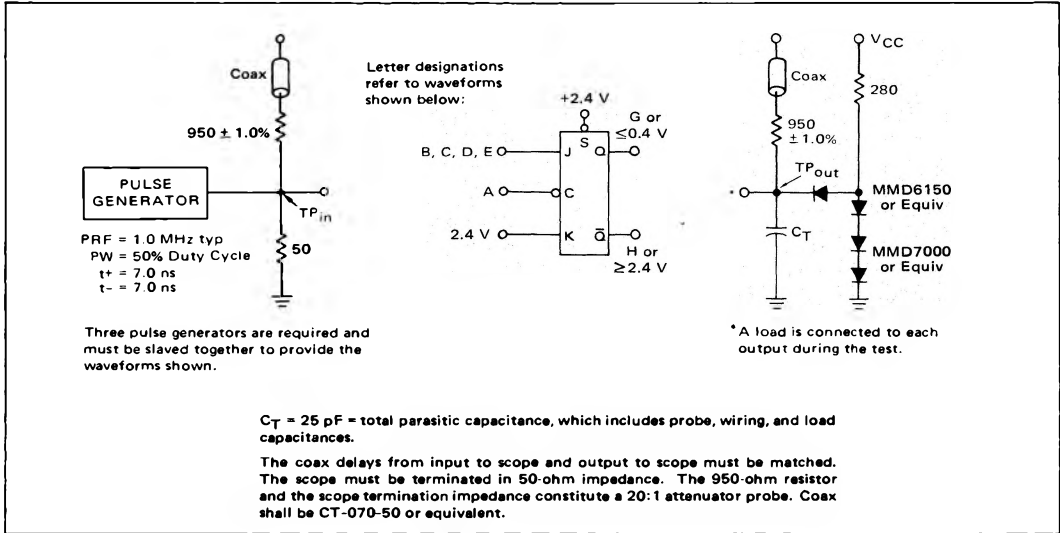 Coax
950 ± 1.0%
PULSE
GENERATOR
TPin
50
PRF = 1.0 MHz typ
PW = 50% Duty Cycle
t+ = 7.0 ns
t- = 7.0 ns
Three pulse generators are required and
must be slaved together to provide the
waveforms shown.
Letter designations
refer to waveforms
shown below:
+2.4 V
G or
≤0.4 V
S
B, C, D, E
J
Q
A
C
2.4 V
K
Q̅
H or
≥2.4 V
VCC
Coax
280
950
± 1.0%
TPout
*
MMD6150
or Equiv
CT
MMD7000
or Equiv
*A load is connected to each
output during the test.
CT = 25 pF = total parasitic capacitance, which includes probe, wiring, and load
capacitances.
The coax delays from input to scope and output to scope must be matched.
The scope must be terminated in 50-ohm impedance. The 950-ohm resistor
and the scope termination impedance constitute a 20:1 attenuator probe. Coax
shall be CT-070-50 or equivalent.